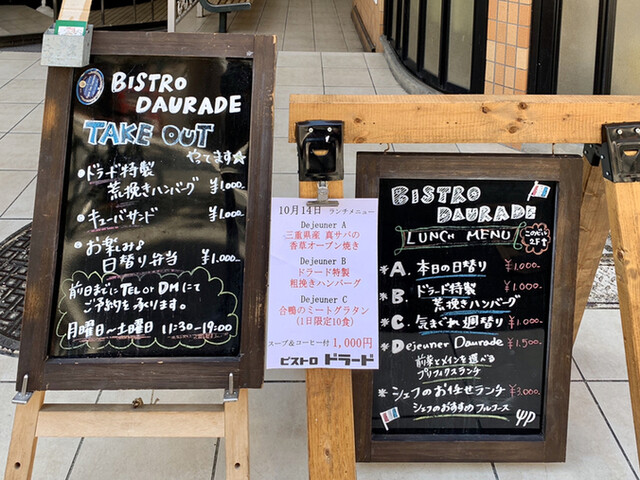 BISTRO
DAURADE
TAKE OUT
やってます☆
●ドラード特製
荒挽きハンバーグ ¥1.000
●キューバサンド ¥1.000
●お楽しみ♪
日替り弁当 ¥1.000
前日までにTEL or DMにて
ご予約を承ります。
月曜日ー土曜日 11:30-19:00
10月14日 ランチメニュー
Dejeuner A
三重県産 真サバの
香草オーブン焼き
Dejeuner B
ドラード特製
粗挽きハンバーグ
Dejeuner C
合鴨のミートグラタン
(1日限定10食)
スープ&コーヒー付 1,000円
ビストロ ドラード
BISTRO
DAURADE
LUNCH MENU
このビル
2F
*A. 本日の日替り ¥1.000
*B. ドラード特製
荒挽きハンバーグ ¥1.000
*C. 気まぐれ週替り ¥1.000
*Dejeuner Daurade ¥1.500
前菜とメインを選べる
プリフィクスランチ
*シェフのお任せランチ ¥3.000
シェフのおすすめフルコース